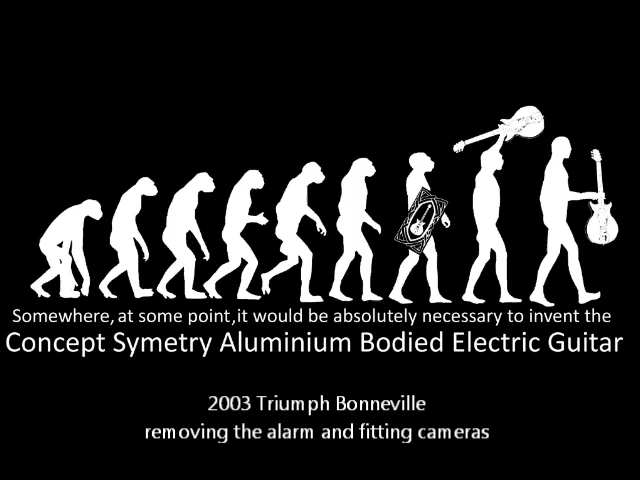 Somewhere, at some point,it would be absolutely necessary to invent the
Concept Symetry Aluminium Bodied Electric Guitar
2003 Triumph Bonneville
removing the alarm and fitting cameras